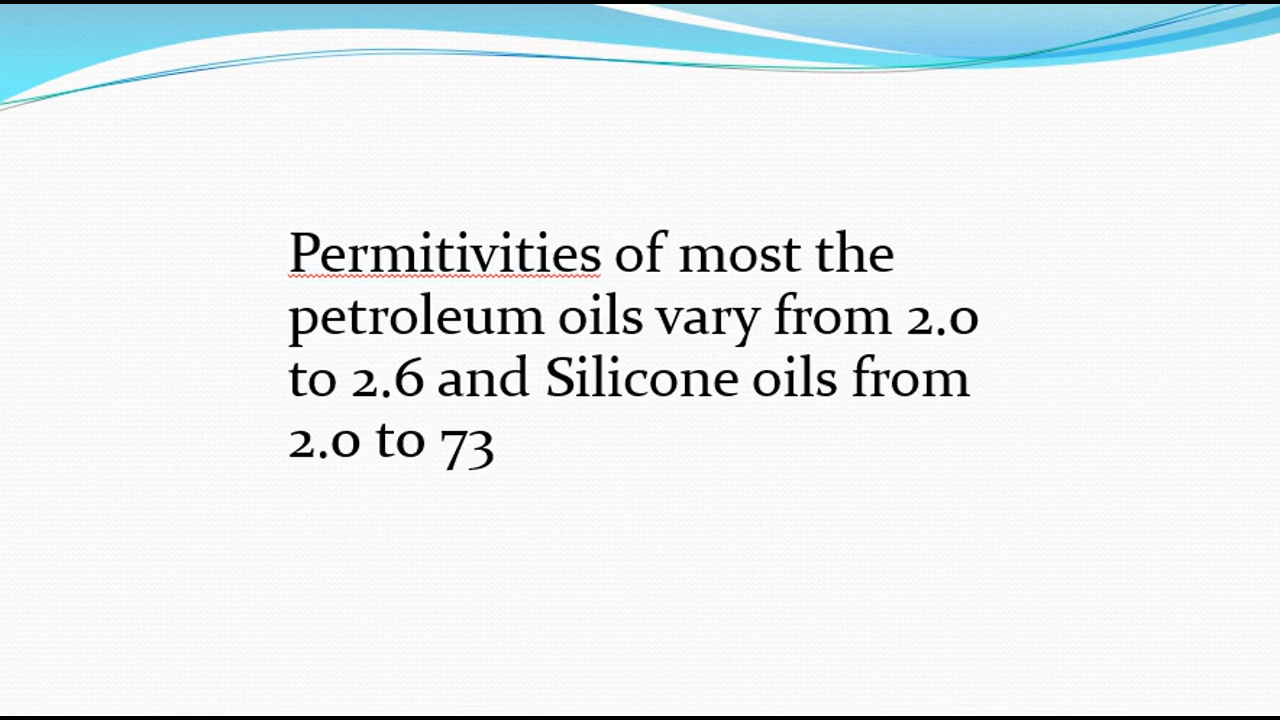 Permitivities of most the
petroleum oils vary from 2.0
to 2.6 and Silicone oils from
2.0 to 73